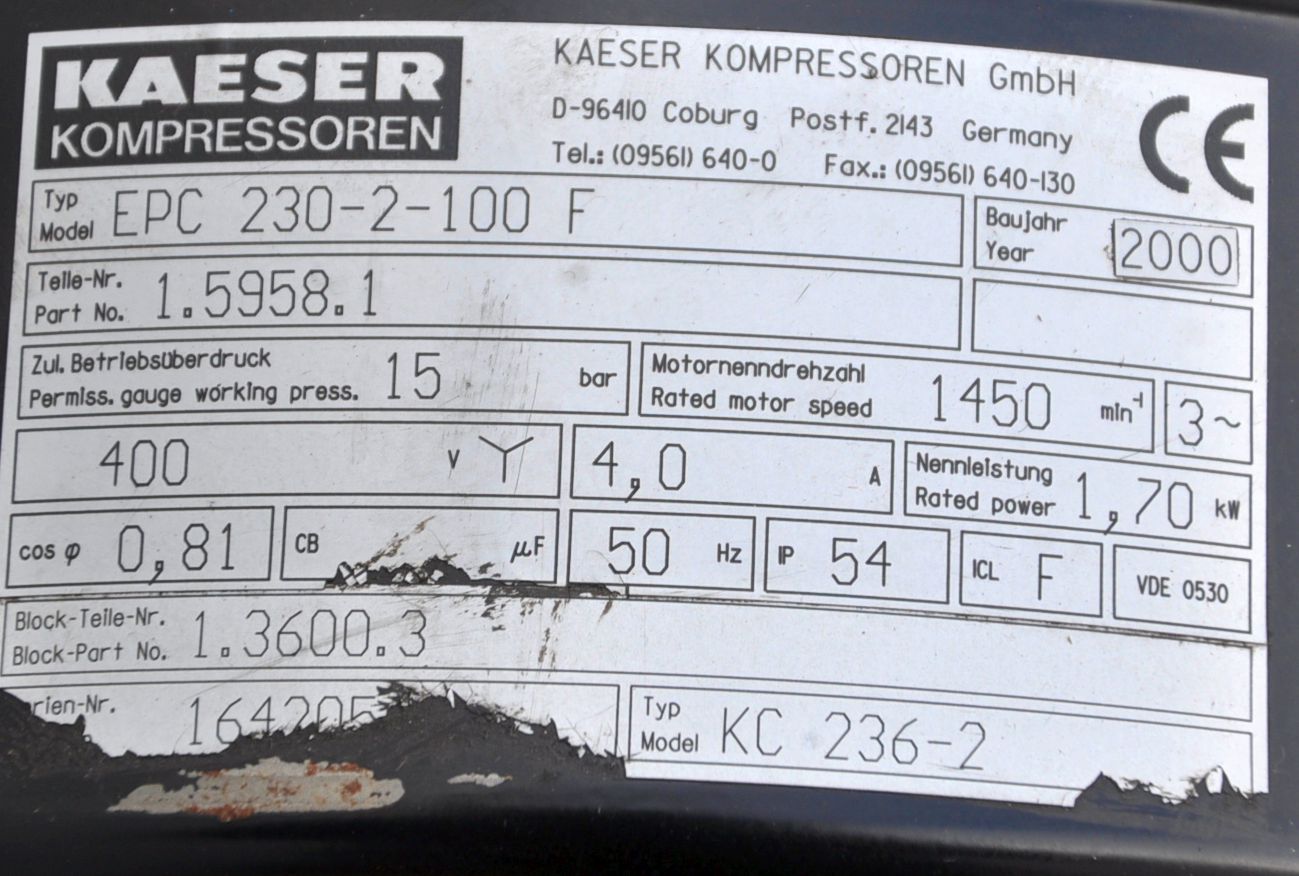 KAESER
KOMPRESSOREN
KAESER KOMPRESSOREN GmbH
D-96410 Coburg Postf. 2143 Germany
Tel.: (09561) 640-0 Fax.: (09561) 640-130
CE
Typ
Model EPC 230-2-100 F
Baujahr
Year 2000
Teile-Nr.
Part No. 1.5958.1
Zul. Betriebsüberdruck
Permiss. gauge working press. 15 bar
Motornenndrehzahl
Rated motor speed 1450 min⁻¹
3~
400 V Y
4,0 A
Nennleistung
Rated power 1,70 kW
cos φ 0,81
CB µF
50 Hz
IP 54
ICL F
VDE 0530
Block-Teile-Nr.
Block-Part No. 1.3600.3
rien-Nr.
164205
Typ
Model KC 236-2